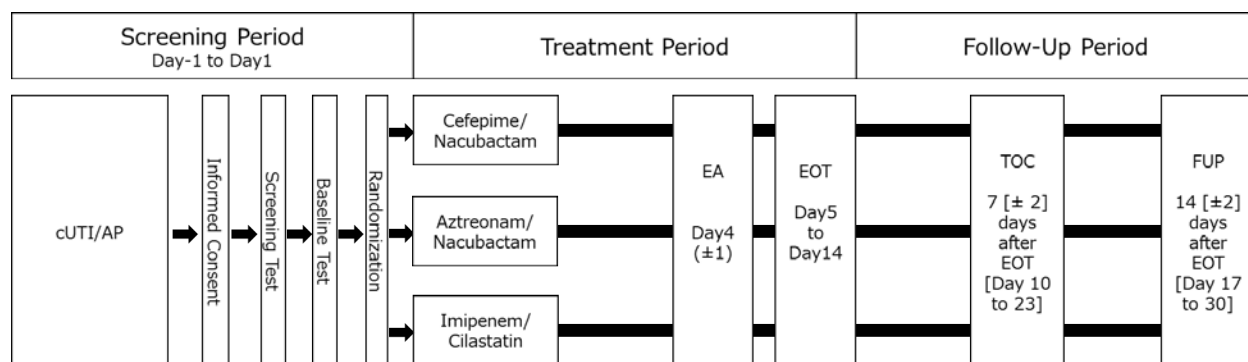 Screening Period
Day-1 to Day1
Treatment Period
Follow-Up Period
cUTI/AP
Informed Consent
Screening Test
Baseline Test
Randomization
Cefepime/
Nacubactam
Aztreonam/
Nacubactam
Imipenem/
Cilastatin
EA
Day4
(±1)
EOT
Day5
to
Day14
TOC
7 [± 2]
days
after
EOT
[Day 10
to 23]
FUP
14 [±2]
days
after
EOT
[Day 17
to 30]